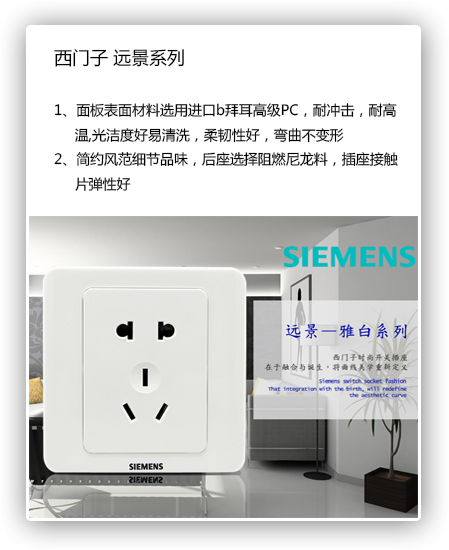 西门子 远景系列
1、面板表面材料选用进口b拜耳高级PC，耐冲击，耐高
温,光洁度好易清洗，柔韧性好，弯曲不变形
2、简约风范细节品味，后座选择阻燃尼龙料，插座接触
片弹性好
SIEMENS
远景—雅白系列
西门子时尚开关插座
在于融合与诞生，将曲线美学重新定义
Siemens switch socket fashion
That integration with the birth, will redefine
the aesthetic curve
SIEMENS